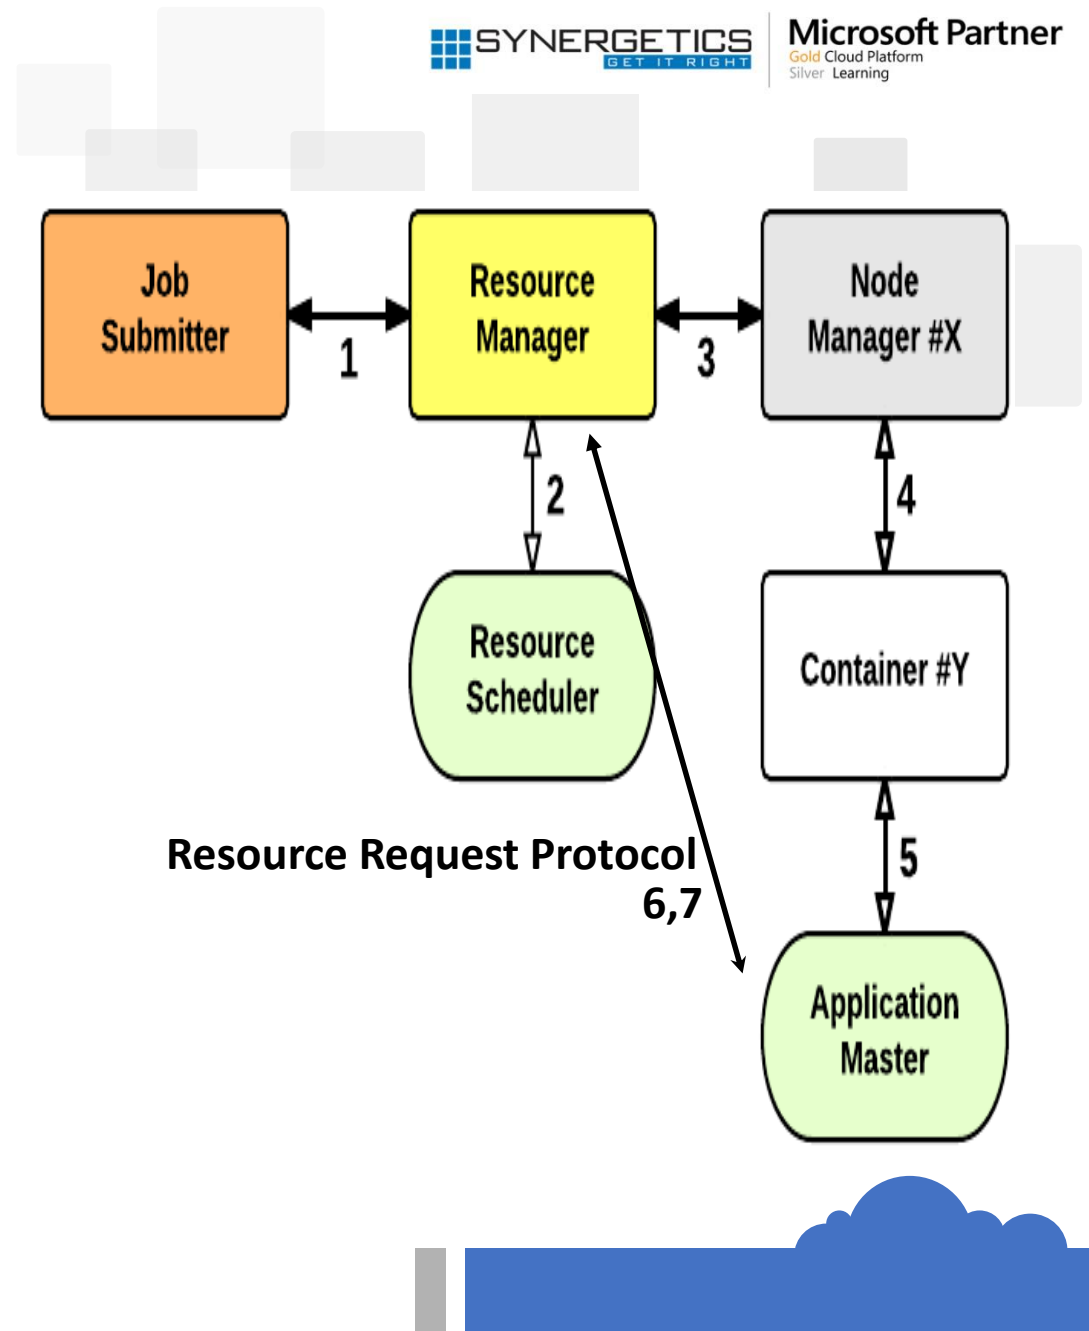 SYNERGETICS
GET IT RIGHT
Microsoft Partner
Gold Cloud Platform
Silver Learning
Job
Submitter
Resource
Manager
Node
Manager #X
1
3
2
4
Resource
Scheduler
Container #Y
Resource Request Protocol
6,7
5
Application
Master